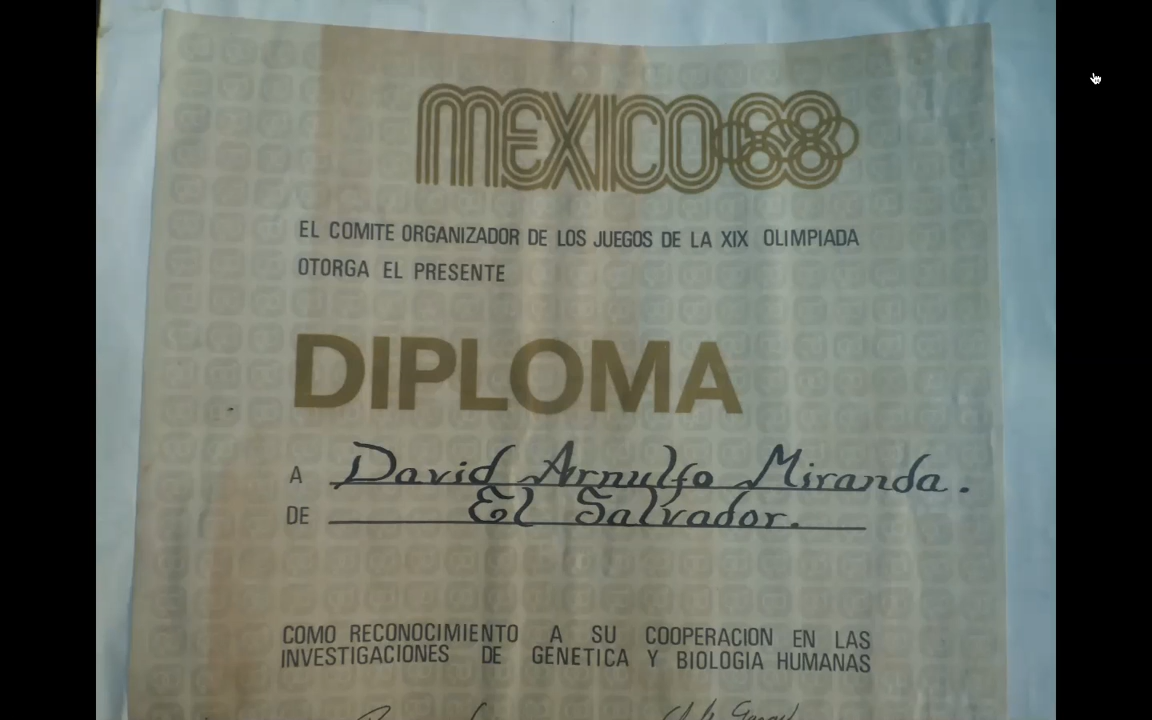 MEXICO68
EL COMITE ORGANIZADOR DE LOS JUEGOS DE LA XIX OLIMPIADA
OTORGA EL PRESENTE
DIPLOMA
A David Arnulfo Miranda.
DE El Salvador.
COMO RECONOCIMIENTO A SU COOPERACION EN LAS
INVESTIGACIONES DE GENETICA Y BIOLOGIA HUMANAS